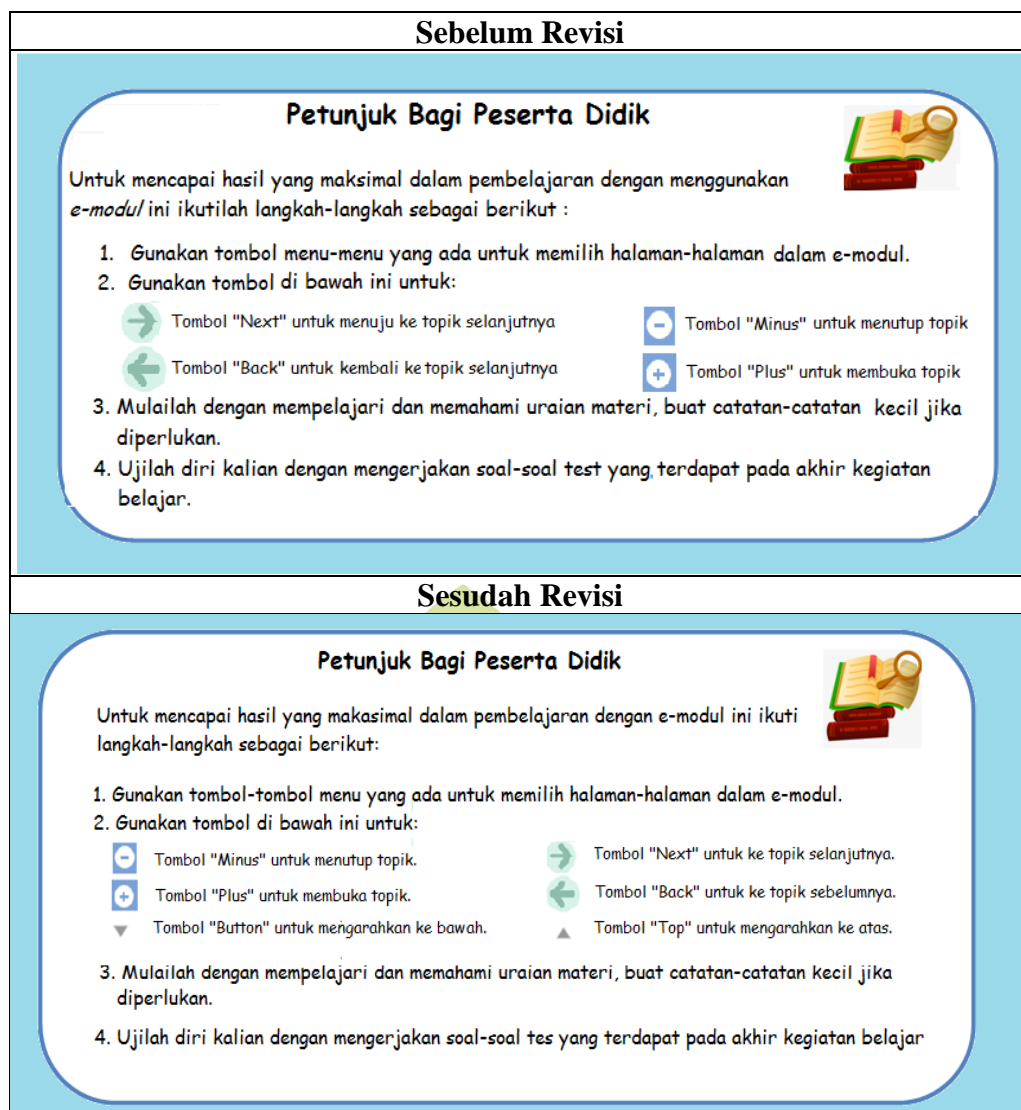 Sebelum Revisi
Petunjuk Bagi Peserta Didik
Untuk mencapai hasil yang maksimal dalam pembelajaran dengan menggunakan
e-modul ini ikutilah langkah-langkah sebagai berikut :
1. Gunakan tombol menu-menu yang ada untuk memilih halaman-halaman dalam e-modul.
2. Gunakan tombol di bawah ini untuk:
Tombol "Next" untuk menuju ke topik selanjutnya
Tombol "Minus" untuk menutup topik
Tombol "Back" untuk kembali ke topik selanjutnya
Tombol "Plus" untuk membuka topik
3. Mulailah dengan mempelajari dan memahami uraian materi, buat catatan-catatan kecil jika
diperlukan.
4. Ujilah diri kalian dengan mengerjakan soal-soal test yang terdapat pada akhir kegiatan
belajar.
Sesudah Revisi
Petunjuk Bagi Peserta Didik
Untuk mencapai hasil yang makasimal dalam pembelajaran dengan e-modul ini ikuti
langkah-langkah sebagai berikut:
1. Gunakan tombol-tombol menu yang ada untuk memilih halaman-halaman dalam e-modul.
2. Gunakan tombol di bawah ini untuk:
Tombol "Minus" untuk menutup topik.
Tombol "Next" untuk ke topik selanjutnya.
Tombol "Plus" untuk membuka topik.
Tombol "Back" untuk ke topik sebelumnya.
Tombol "Button" untuk mengarahkan ke bawah.
Tombol "Top" untuk mengarahkan ke atas.
3. Mulailah dengan mempelajari dan memahami uraian materi, buat catatan-catatan kecil jika
diperlukan.
4. Ujilah diri kalian dengan mengerjakan soal-soal tes yang terdapat pada akhir kegiatan belajar